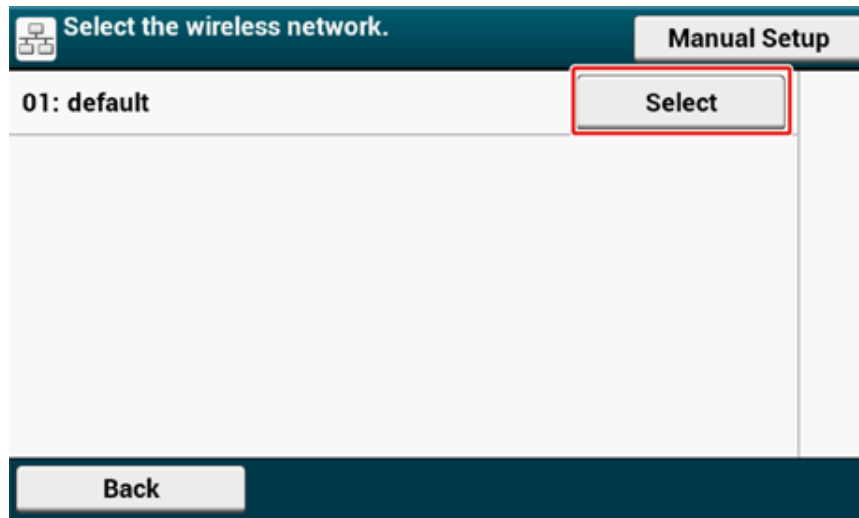 Select the wireless network.
Manual Setup
01: default
Select
Back